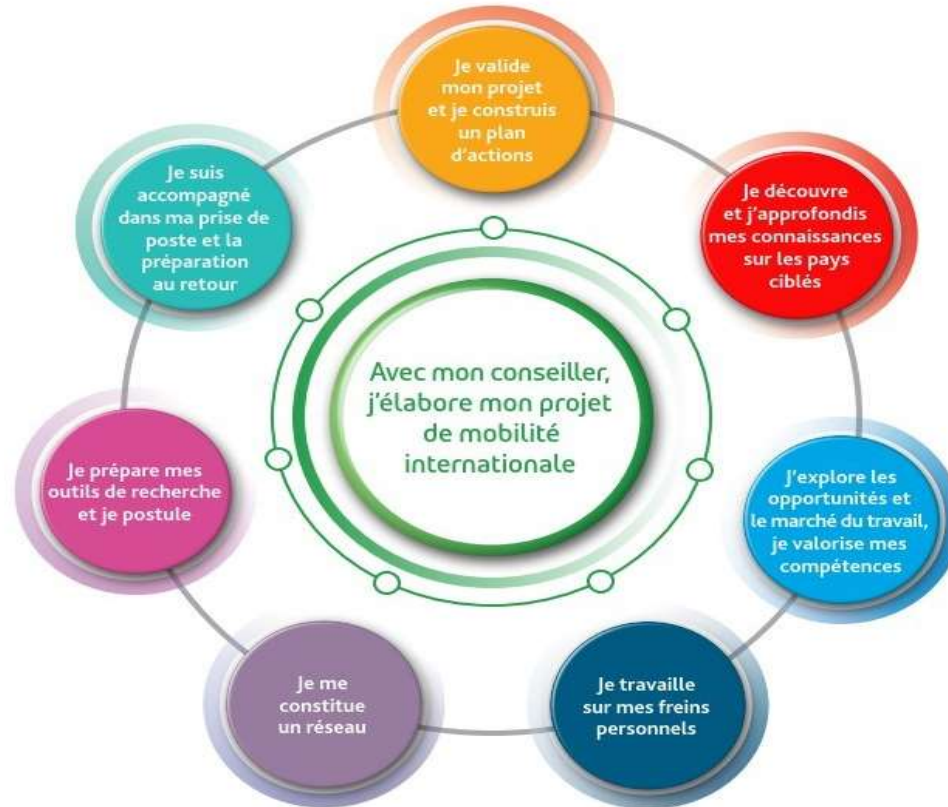 Je valide
mon projet
et je construis
un plan
d'actions
Je découvre
et j'approfondis
mes connaissances
sur les pays
ciblés
J'explore les
opportunités et
le marché du travail,
je valorise mes
compétences
Je travaille
sur mes freins
personnels
Je me
constitue
un réseau
Je prépare mes
outils de recherche
et je postule
Je suis
accompagné
dans ma prise de
poste et la
préparation
au retour
Avec mon conseiller,
j'élabore mon projet
de mobilité
internationale